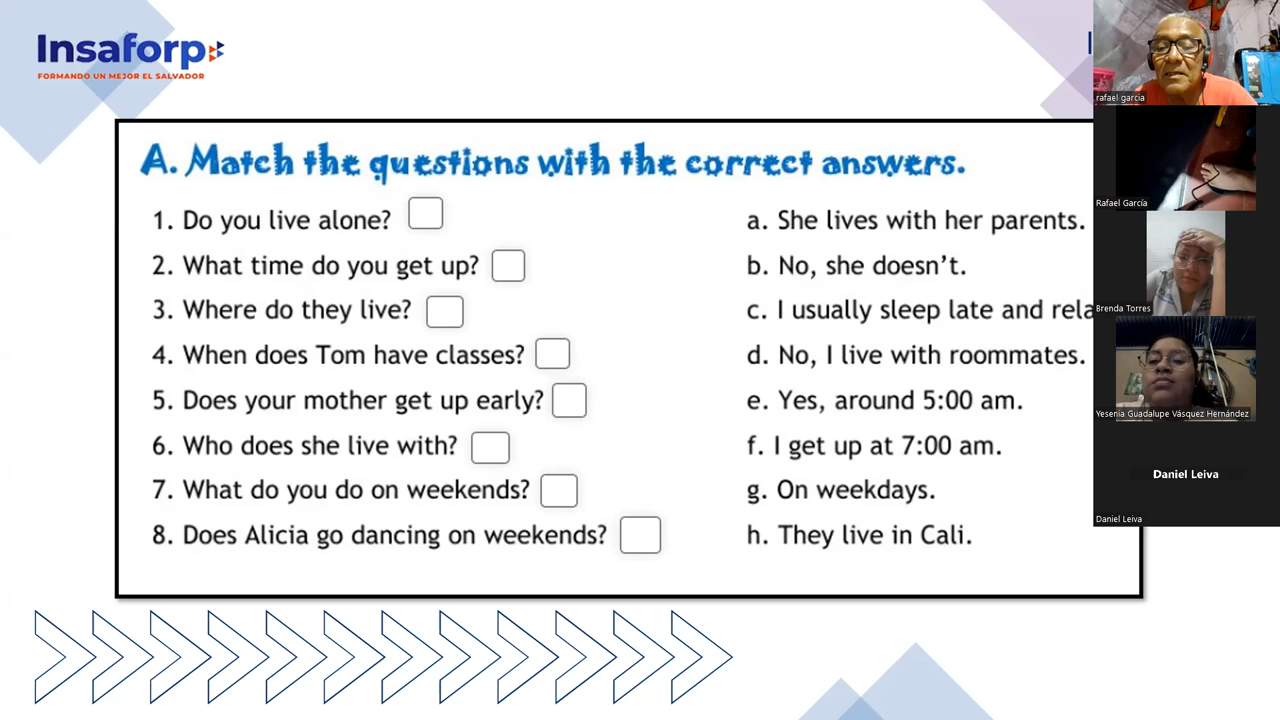 Insaforp
FORMANDO UN MEJOR EL SALVADOR
A. Match the questions with the correct answers.
1. Do you live alone?
2. What time do you get up?
3. Where do they live?
4. When does Tom have classes?
5. Does your mother get up early?
6. Who does she live with?
7. What do you do on weekends?
8. Does Alicia go dancing on weekends?
a. She lives with her parents.
b. No, she doesn't.
c. I usually sleep late and rela
d. No, I live with roommates.
e. Yes, around 5:00 am.
f. I get up at 7:00 am.
g. On weekdays.
h. They live in Cali.
rafael garcia
Rafael García
Brenda Torres
Yesenia Guadalupe Vásquez Hernández
Daniel Leiva
Daniel Leiva